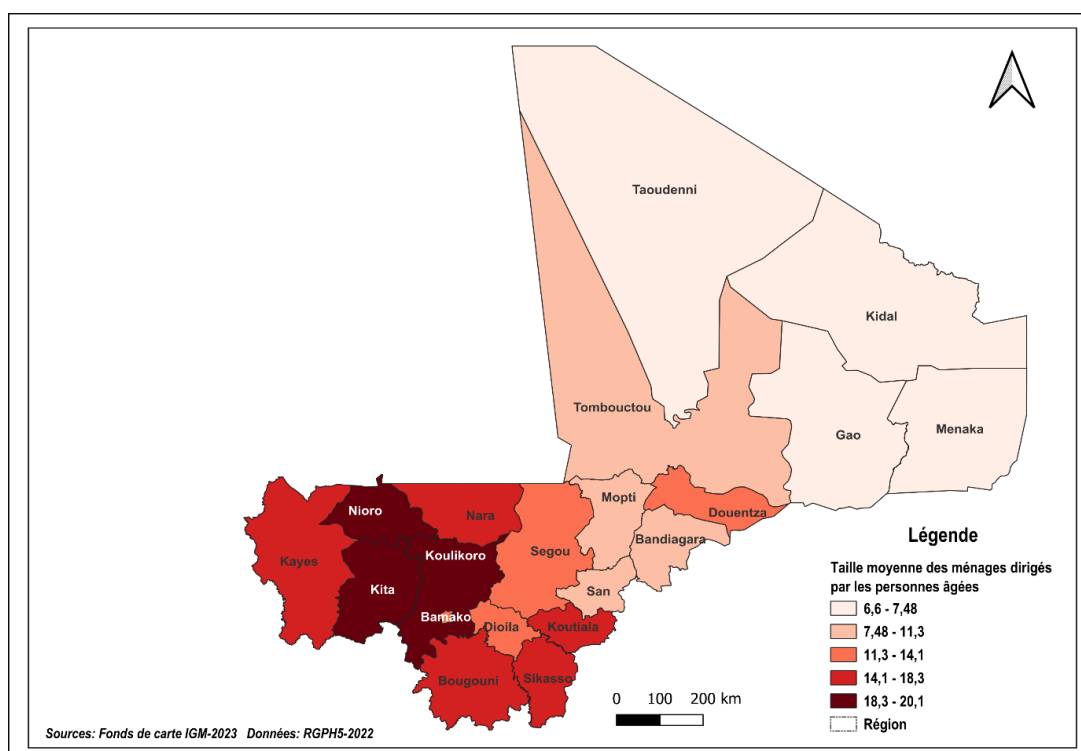 Taoudenni
Kidal
Tombouctou
Gao
Menaka
Mopti
Douentza
Nioro
Nara
Bandiagara
Koulikoro
Segou
Kayes
Kita
San
Bamako
Dioila
Koutiala
Bougouni
Sikasso
Légende
Taille moyenne des ménages dirigés
par les personnes âgées
6,6 - 7,48
7,48 - 11,3
11,3 - 14,1
14,1 - 18,3
18,3 - 20,1
Région
0 100 200 km
Sources: Fonds de carte IGM-2023 Données: RGPH5-2022